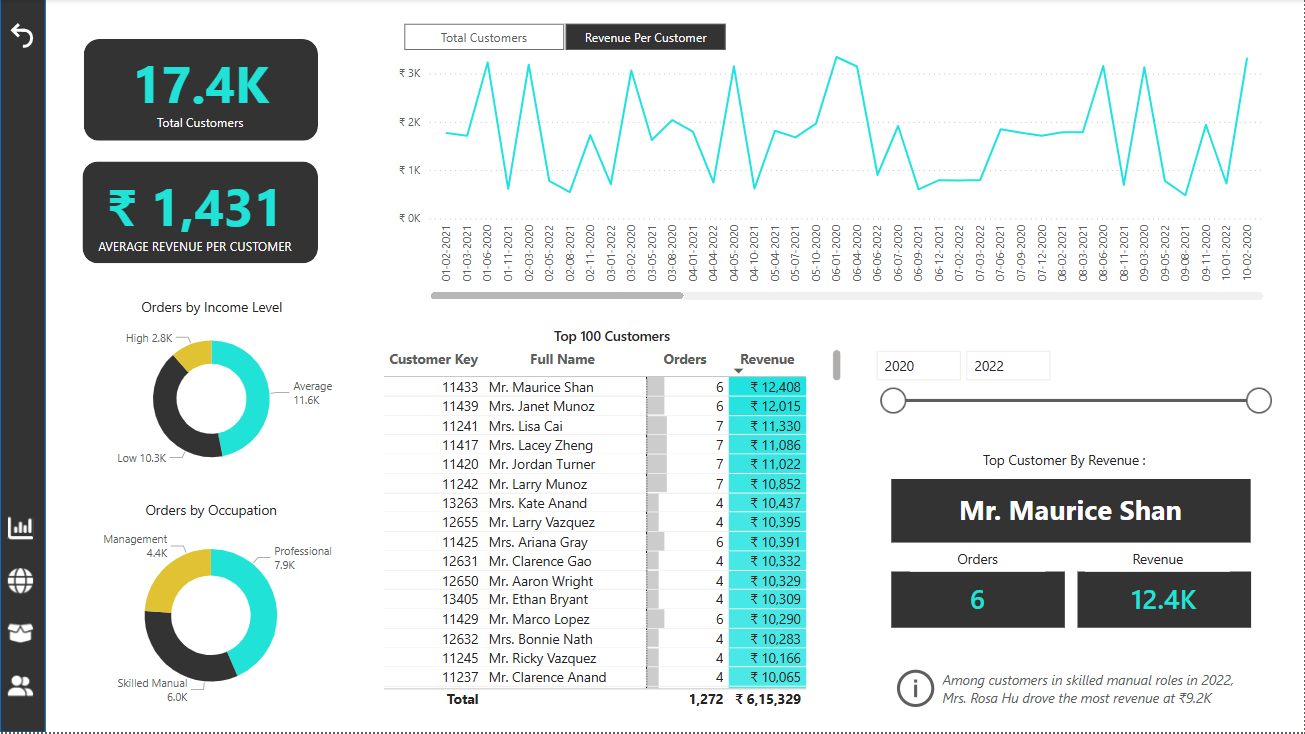 17.4K
Total Customers
₹ 1,431
AVERAGE REVENUE PER CUSTOMER
Total Customers
Revenue Per Customer
₹ 3K
₹ 2K
₹ 1K
₹ 0K
01-02-2021
01-03-2021
01-06-2020
01-11-2021
02-03-2020
02-05-2022
02-08-2021
02-11-2020
03-01-2022
03-02-2020
03-05-2021
03-08-2020
04-01-2021
04-04-2022
04-05-2020
04-10-2021
05-04-2021
05-07-2021
05-10-2020
06-01-2020
06-04-2020
06-06-2022
06-07-2020
06-09-2021
06-12-2021
07-02-2022
07-03-2022
07-06-2021
07-09-2020
07-12-2020
08-02-2021
08-03-2021
08-06-2020
08-11-2021
09-03-2020
09-05-2022
09-08-2021
09-11-2020
10-01-2022
10-02-2020
Orders by Income Level
High 2.8K
Average
11.6K
Low 10.3K
Orders by Occupation
Management
4.4K
Professional
7.9K
Skilled Manual
6.0K
Top 100 Customers
Customer Key Full Name Orders Revenue
11433 Mr. Maurice Shan 6 ₹ 12,408
11439 Mrs. Janet Munoz 6 ₹ 12,015
11241 Mrs. Lisa Cai 7 ₹ 11,330
11417 Mrs. Lacey Zheng 7 ₹ 11,086
11420 Mr. Jordan Turner 7 ₹ 11,022
11242 Mr. Larry Munoz 7 ₹ 10,852
13263 Mrs. Kate Anand 4 ₹ 10,437
12655 Mr. Larry Vazquez 4 ₹ 10,395
11425 Mrs. Ariana Gray 6 ₹ 10,391
12631 Mr. Clarence Gao 4 ₹ 10,332
12650 Mr. Aaron Wright 4 ₹ 10,329
13405 Mr. Ethan Bryant 4 ₹ 10,309
11429 Mr. Marco Lopez 6 ₹ 10,290
12632 Mrs. Bonnie Nath 4 ₹ 10,283
11245 Mr. Ricky Vazquez 4 ₹ 10,166
11237 Mr. Clarence Anand 4 ₹ 10,065
Total 1,272 ₹ 6,15,329
2020
2022
Top Customer By Revenue :
Mr. Maurice Shan
Orders
Revenue
6
12.4K
Among customers in skilled manual roles in 2022,
Mrs. Rosa Hu drove the most revenue at ₹9.2K